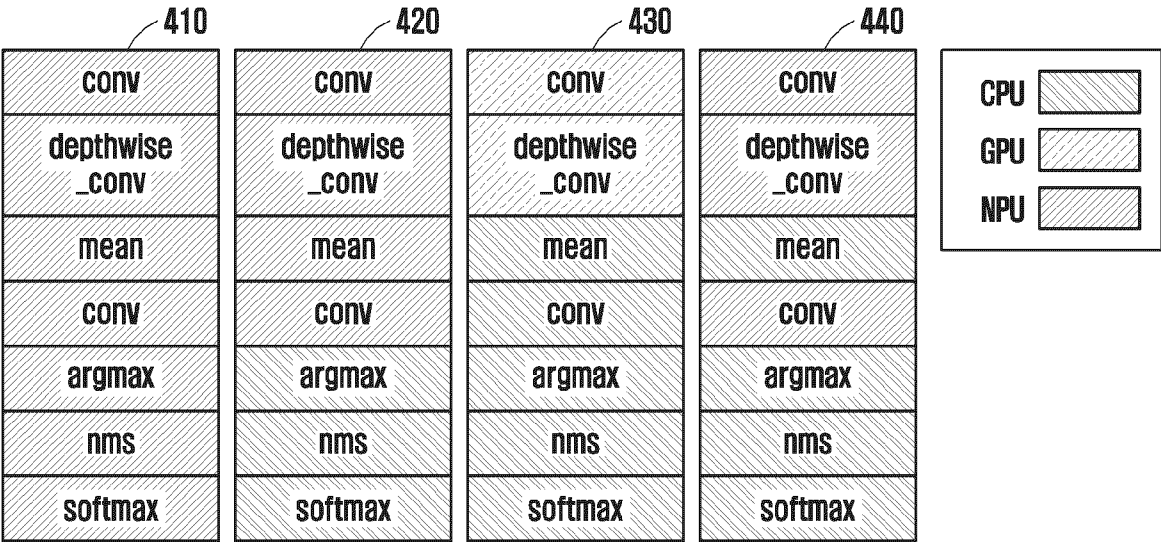 410
conv
depthwise
_conv
mean
conv
argmax
nms
softmax
420
conv
depthwise
_conv
mean
conv
argmax
nms
softmax
430
conv
depthwise
_conv
mean
conv
argmax
nms
softmax
440
conv
depthwise
_conv
mean
conv
argmax
nms
softmax
CPU
GPU
NPU